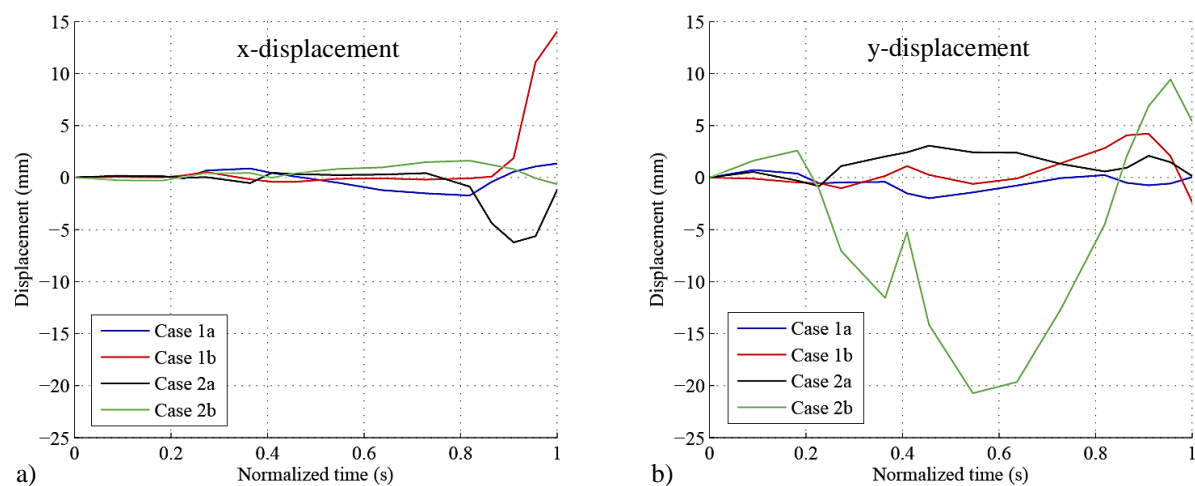 x-displacement
15
10
5
0
−5
−10
−15
−20
−25
Displacement (mm)
0 0.2 0.4 0.6 0.8 1
Normalized time (s)
Case 1a
Case 1b
Case 2a
Case 2b
a)
y-displacement
15
10
5
0
−5
−10
−15
−20
−25
Displacement (mm)
0 0.2 0.4 0.6 0.8 1
Normalized time (s)
Case 1a
Case 1b
Case 2a
Case 2b
b)